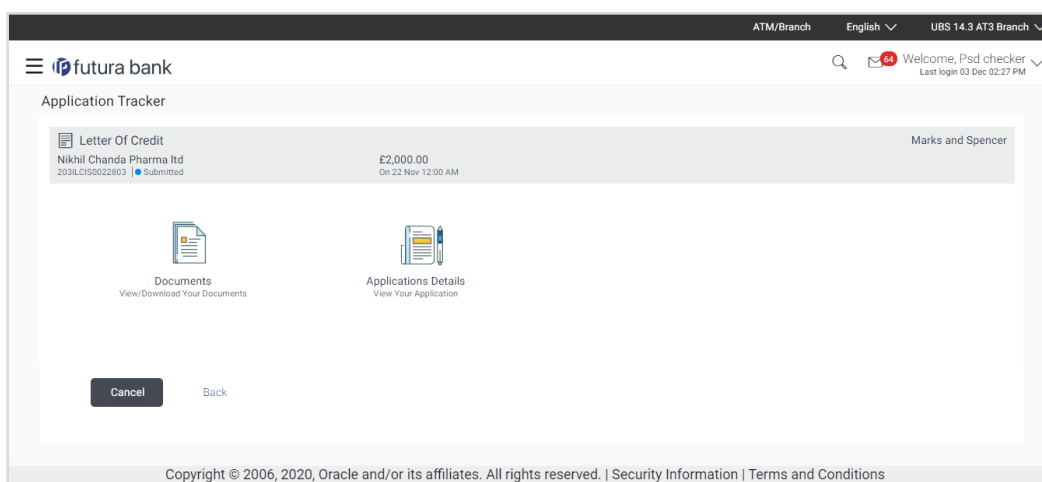 ATM/Branch English UBS 14.3 AT3 Branch
futura bank 64 Welcome, Psd checker
Last login 03 Dec 02:27 PM
Application Tracker
Letter Of Credit Marks and Spencer
Nikhil Chanda Pharma ltd £2,000.00
203ILCIS0022803 | Submitted On 22 Nov 12:00 AM
Documents Applications Details
View/Download Your Documents View Your Application
Cancel Back
Copyright © 2006, 2020, Oracle and/or its affiliates. All rights reserved. | Security Information | Terms and Conditions